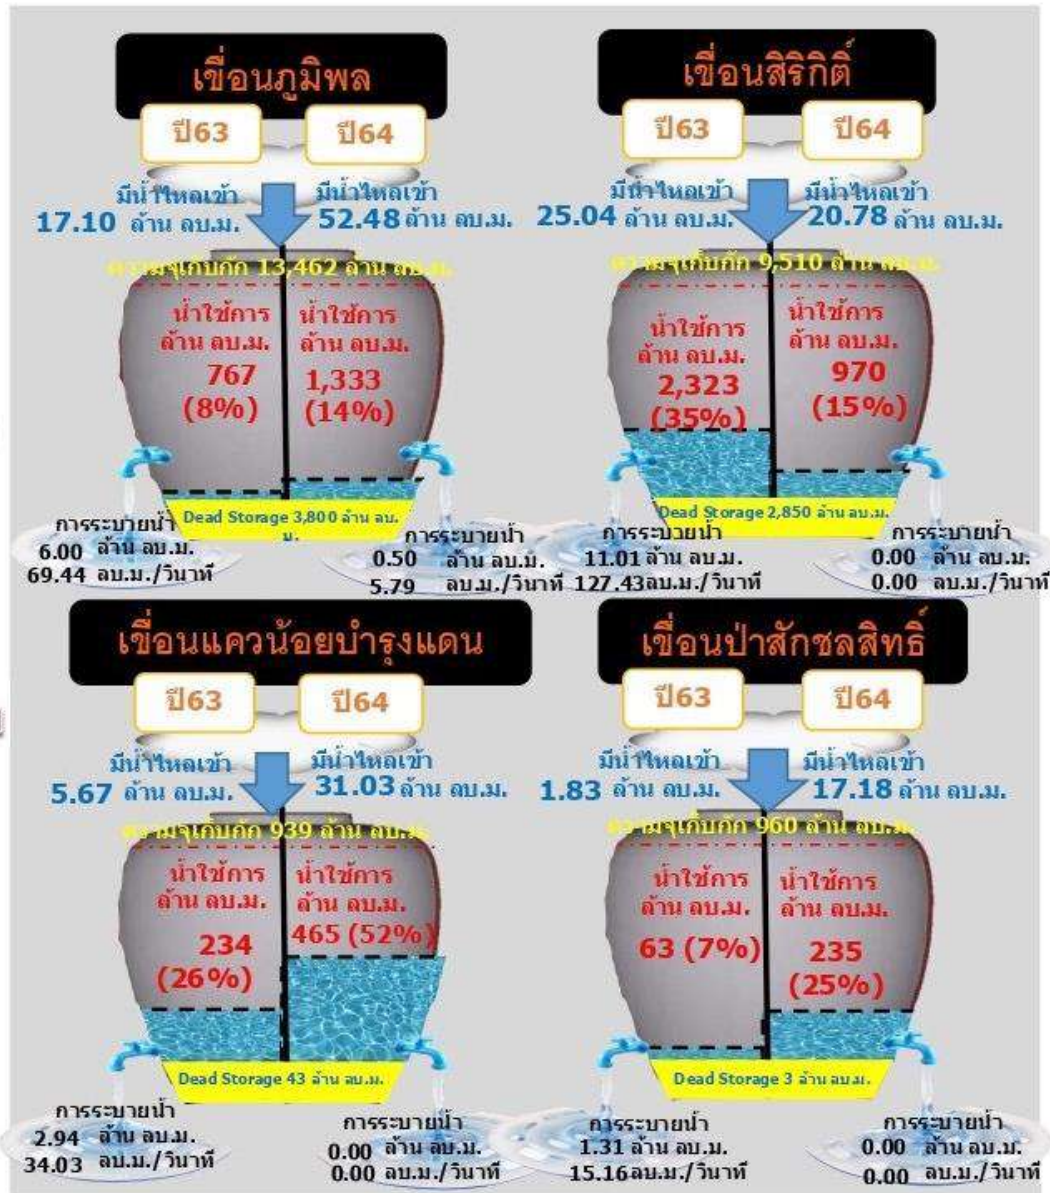 เขื่อนภูมิพล
ปี63
ปี64
มีน้ำไหลเข้า
17.10 ล้าน ลบ.ม.
มีน้ำไหลเข้า
52.48 ล้าน ลบ.ม.
ความจุเก็บกัก 13,462 ล้าน ลบ.ม.
น้ำใช้การ
ล้าน ลบ.ม.
767
(8%)
น้ำใช้การ
ล้าน ลบ.ม.
1,333
(14%)
Dead Storage 3,800 ล้าน ลบ.
ม.
การระบายน้ำ
6.00 ล้าน ลบ.ม.
69.44 ลบ.ม./วินาที
การระบายน้ำ
0.50 ล้าน ลบ.ม.
5.79 ลบ.ม./วินาที
เขื่อนสิริกิติ์
ปี63
ปี64
มีน้ำไหลเข้า
25.04 ล้าน ลบ.ม.
มีน้ำไหลเข้า
20.78 ล้าน ลบ.ม.
ความจุเก็บกัก 9,510 ล้าน ลบ.ม.
น้ำใช้การ
ล้าน ลบ.ม.
2,323
(35%)
น้ำใช้การ
ล้าน ลบ.ม.
970
(15%)
Dead Storage 2,850 ล้าน ลบ.ม.
การระบายน้ำ
11.01 ล้าน ลบ.ม.
127.43 ลบ.ม./วินาที
การระบายน้ำ
0.00 ล้าน ลบ.ม.
0.00 ลบ.ม./วินาที
เขื่อนแควน้อยบำรุงแดน
ปี63
ปี64
มีน้ำไหลเข้า
5.67 ล้าน ลบ.ม.
มีน้ำไหลเข้า
31.03 ล้าน ลบ.ม.
ความจุเก็บกัก 939 ล้าน ลบ.ม.
น้ำใช้การ
ล้าน ลบ.ม.
234
(26%)
น้ำใช้การ
ล้าน ลบ.ม.
465 (52%)
Dead Storage 43 ล้าน ลบ.ม.
การระบายน้ำ
2.94 ล้าน ลบ.ม.
34.03 ลบ.ม./วินาที
การระบายน้ำ
0.00 ล้าน ลบ.ม.
0.00 ลบ.ม./วินาที
เขื่อนป่าสักชลสิทธิ์
ปี63
ปี64
มีน้ำไหลเข้า
1.83 ล้าน ลบ.ม.
มีน้ำไหลเข้า
17.18 ล้าน ลบ.ม.
ความจุเก็บกัก 960 ล้าน ลบ.ม.
น้ำใช้การ
ล้าน ลบ.ม.
63 (7%)
น้ำใช้การ
ล้าน ลบ.ม.
235
(25%)
Dead Storage 3 ล้าน ลบ.ม.
การระบายน้ำ
1.31 ล้าน ลบ.ม.
15.16 ลบ.ม./วินาที
การระบายน้ำ
0.00 ล้าน ลบ.ม.
0.00 ลบ.ม./วินาที